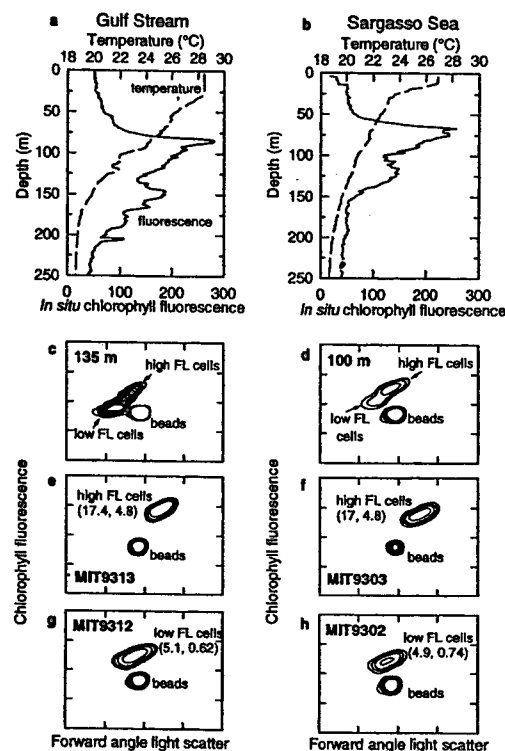 a Gulf Stream
Temperature (°C)
18 20 22 24 26 28 30
0
50
100
150
200
250
Depth (m)
temperature
fluorescence
0 100 200 300
In situ chlorophyll fluorescence
b Sargasso Sea
Temperature (°C)
18 20 22 24 26 28 30
0
50
100
150
200
250
Depth (m)
0 100 200 300
In situ chlorophyll fluorescence
c
135 m
high FL cells
low FL cells
beads
d
100 m
high FL cells
low FL
cells
beads
Chlorophyll fluorescence
e
high FL cells
(17.4, 4.8)
beads
MIT9313
Chlorophyll fluorescence
f
high FL cells
(17, 4.8)
beads
MIT9303
g
MIT9312
low FL cells
(5.1, 0.62)
beads
h
MIT9302
low FL cells
(4.9, 0.74)
beads
Forward angle light scatter
Forward angle light scatter